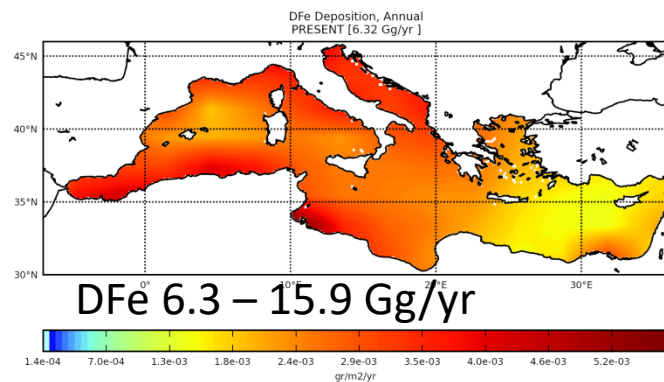 DFe Deposition, Annual
PRESENT [6.32 Gg/yr ]
45°N
40°N
35°N
30°N
0°
10°E
20°E
30°E
DFe 6.3 – 15.9 Gg/yr
1.4e-04 7.0e-04 1.3e-03 1.8e-03 2.4e-03 2.9e-03 3.5e-03 4.0e-03 4.6e-03 5.2e-03
gr/m2/yr